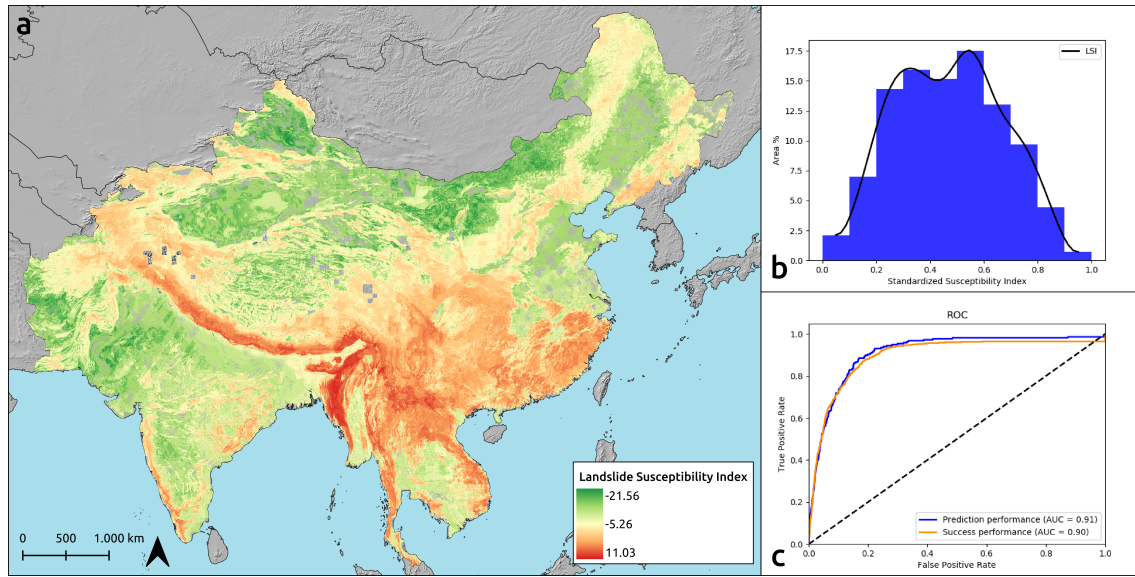 a
0 500 1.000 km
Landslide Susceptibility Index
-21.56
-5.26
11.03
b
17.5
15.0
12.5
10.0
7.5
5.0
2.5
0.0
Area %
LSI
0.0 0.2 0.4 0.6 0.8 1.0
Standardized Susceptibility Index
c
ROC
1.0
0.8
0.6
0.4
0.2
0.0
True Positive Rate
Prediction performance (AUC = 0.91)
Success performance (AUC = 0.90)
0.0 0.2 0.4 0.6 0.8 1.0
False Positive Rate